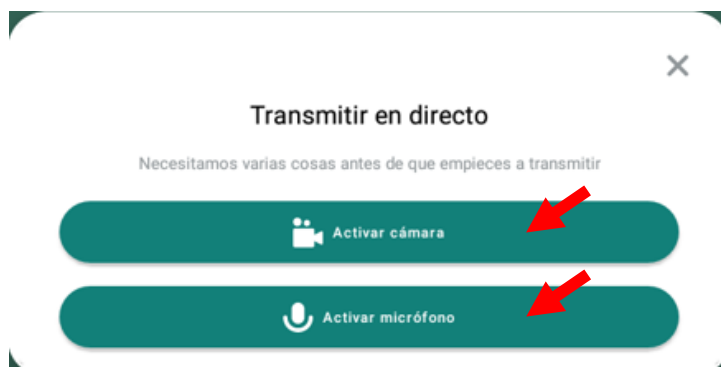 Transmitir en directo
Necesitamos varias cosas antes de que empieces a transmitir
Activar cámara
Activar micrófono